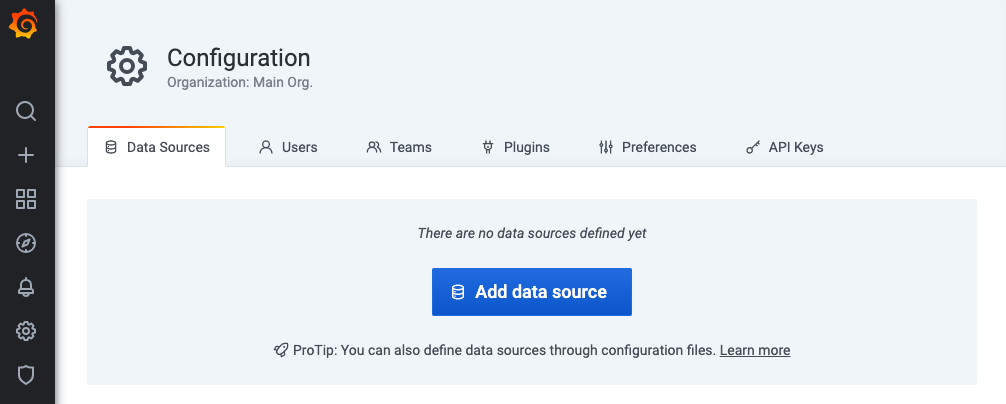 Configuration
Organization: Main Org.
Data Sources
Users
Teams
Plugins
Preferences
API Keys
There are no data sources defined yet
Add data source
ProTip: You can also define data sources through configuration files. Learn more